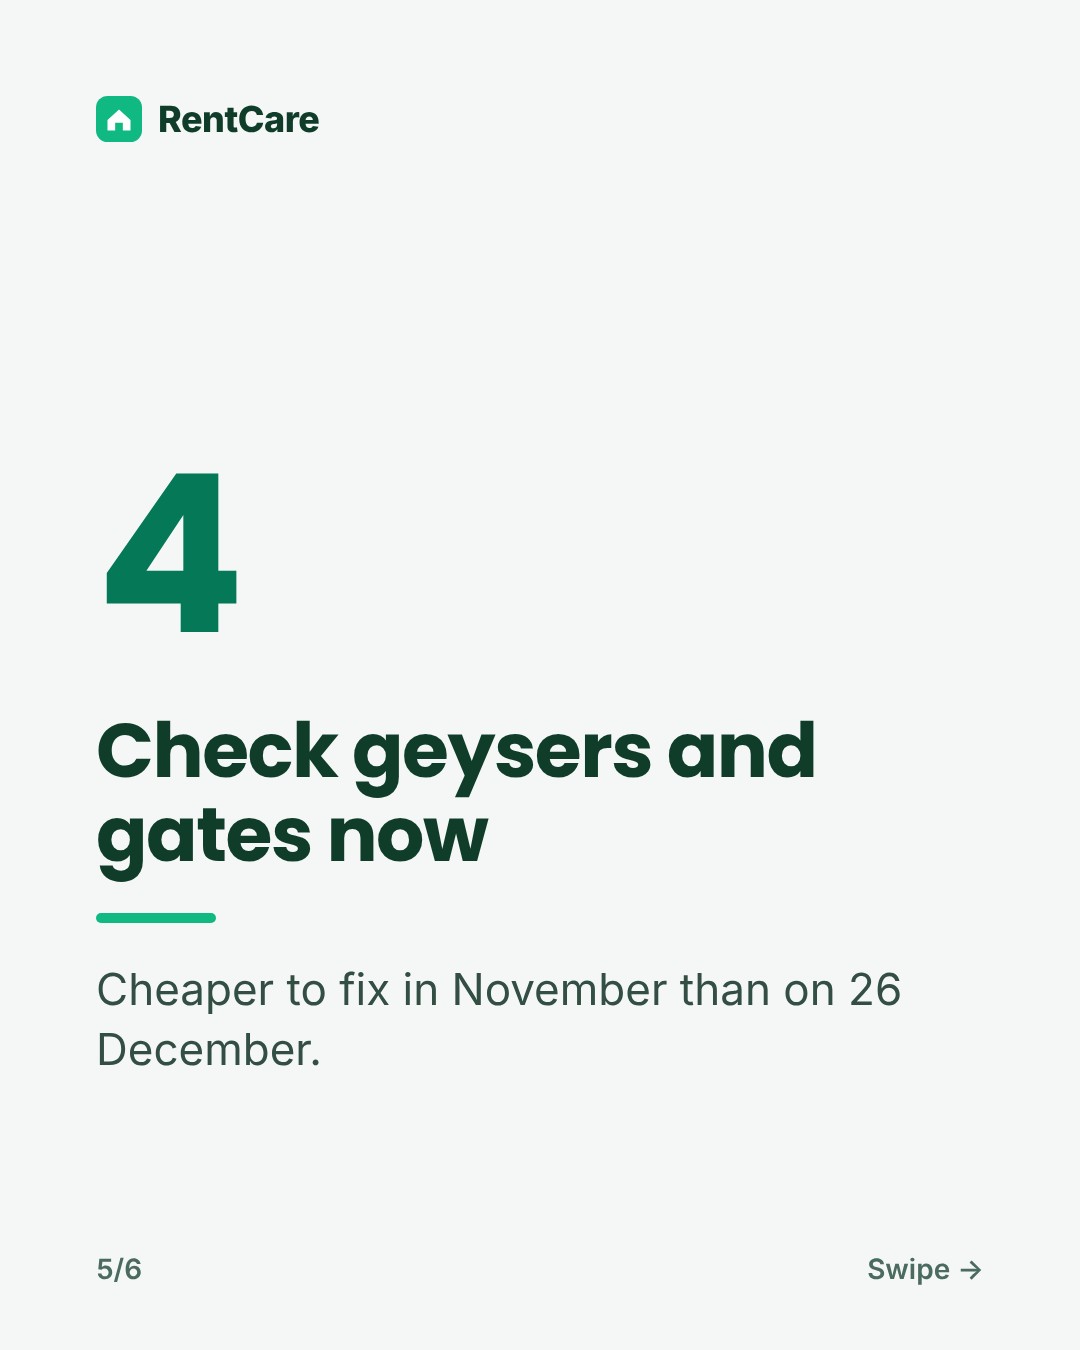 RentCare
4
Check geysers and
gates now
Cheaper to fix in November than on 26
December.
5/6
Swipe →